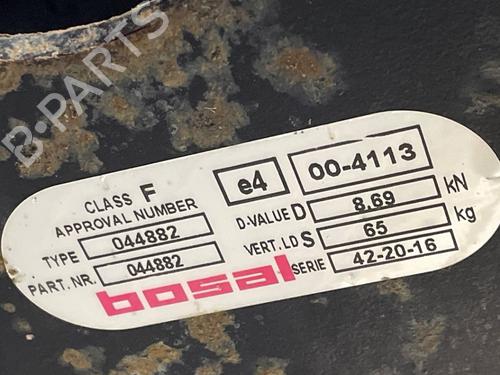 B-PARTS
CLASS F
APPROVAL NUMBER
e4 00-4113
TYPE 044882
D-VALUE D 8.69 kN
PART. NR. 044882
VERT. LD S 65 kg
bosal
SERIE 42-20-16